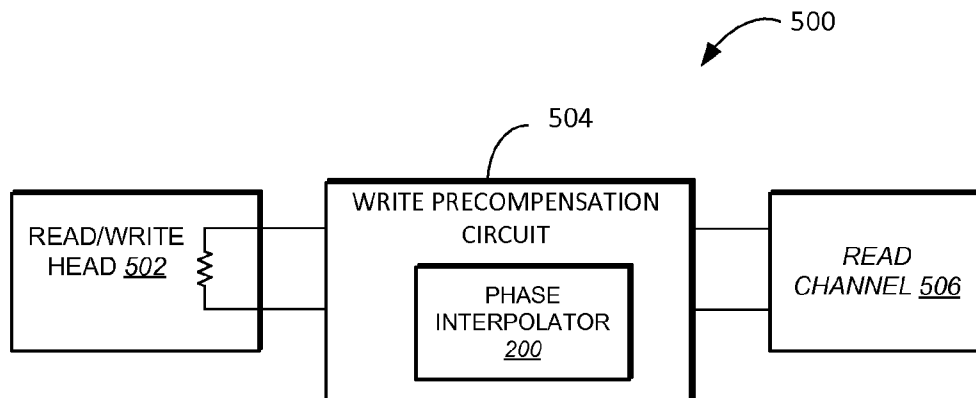 500
504
READ/WRITE
HEAD 502
WRITE PRECOMPENSATION
CIRCUIT
PHASE
INTERPOLATOR
200
READ
CHANNEL 506